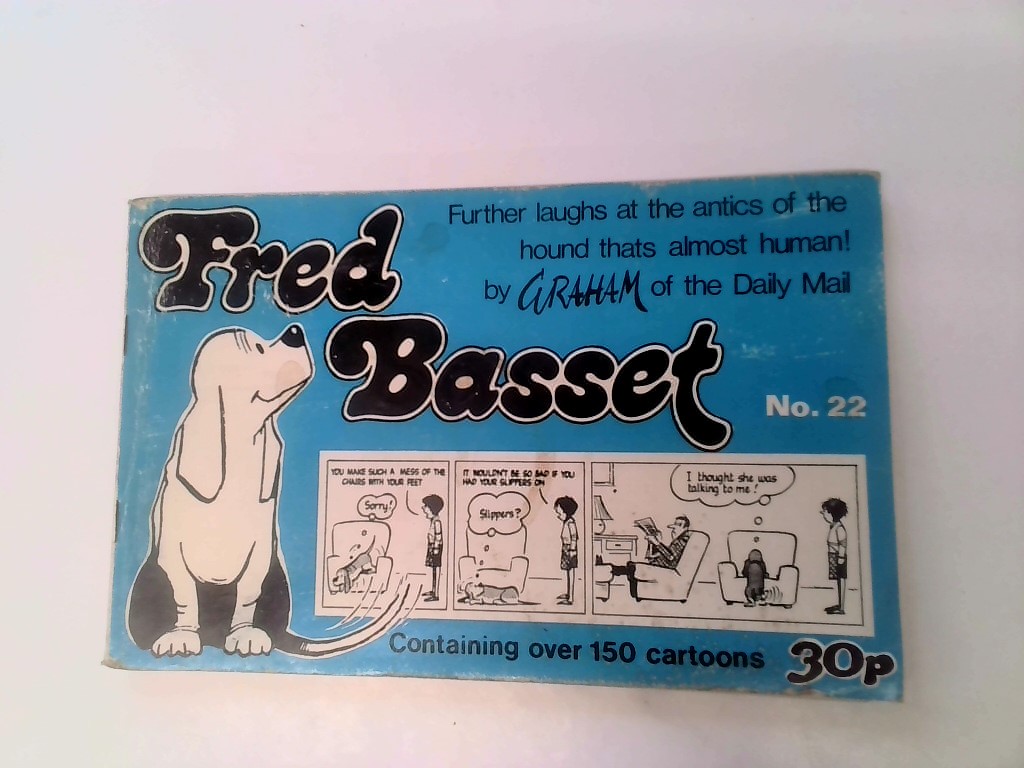 Fred
Basset
Further laughs at the antics of the
hound thats almost human!
by GRAHAM of the Daily Mail
No. 22
YOU MAKE SUCH A MESS OF THE
CHAIRS WITH YOUR FEET
Sorry!
IT WOULDN'T BE SO BAD IF YOU
HAD YOUR SLIPPERS ON
Slippers?
I thought she was
talking to me!
Containing over 150 cartoons
30p